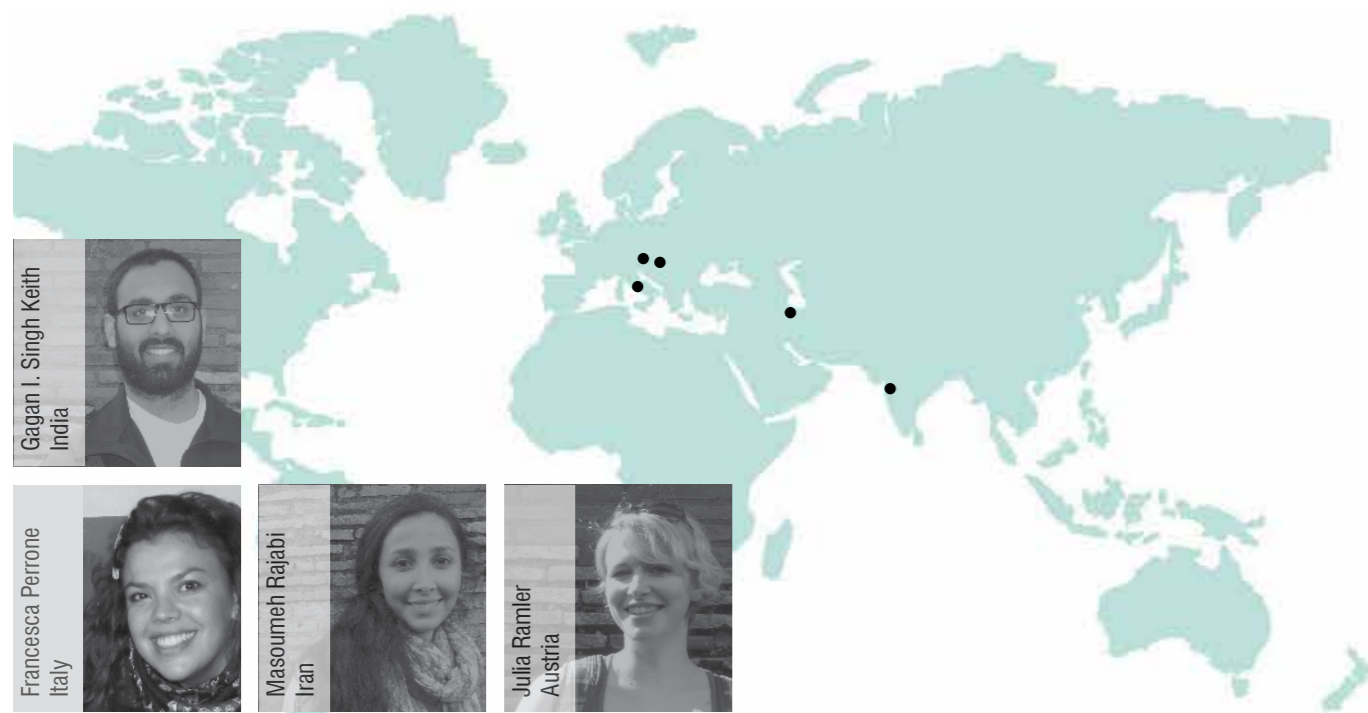 Gagan I. Singh Keith
India
Francesca Perrone
Italy
Masoumeh Rajabi
Iran
Julia Ramler
Austria